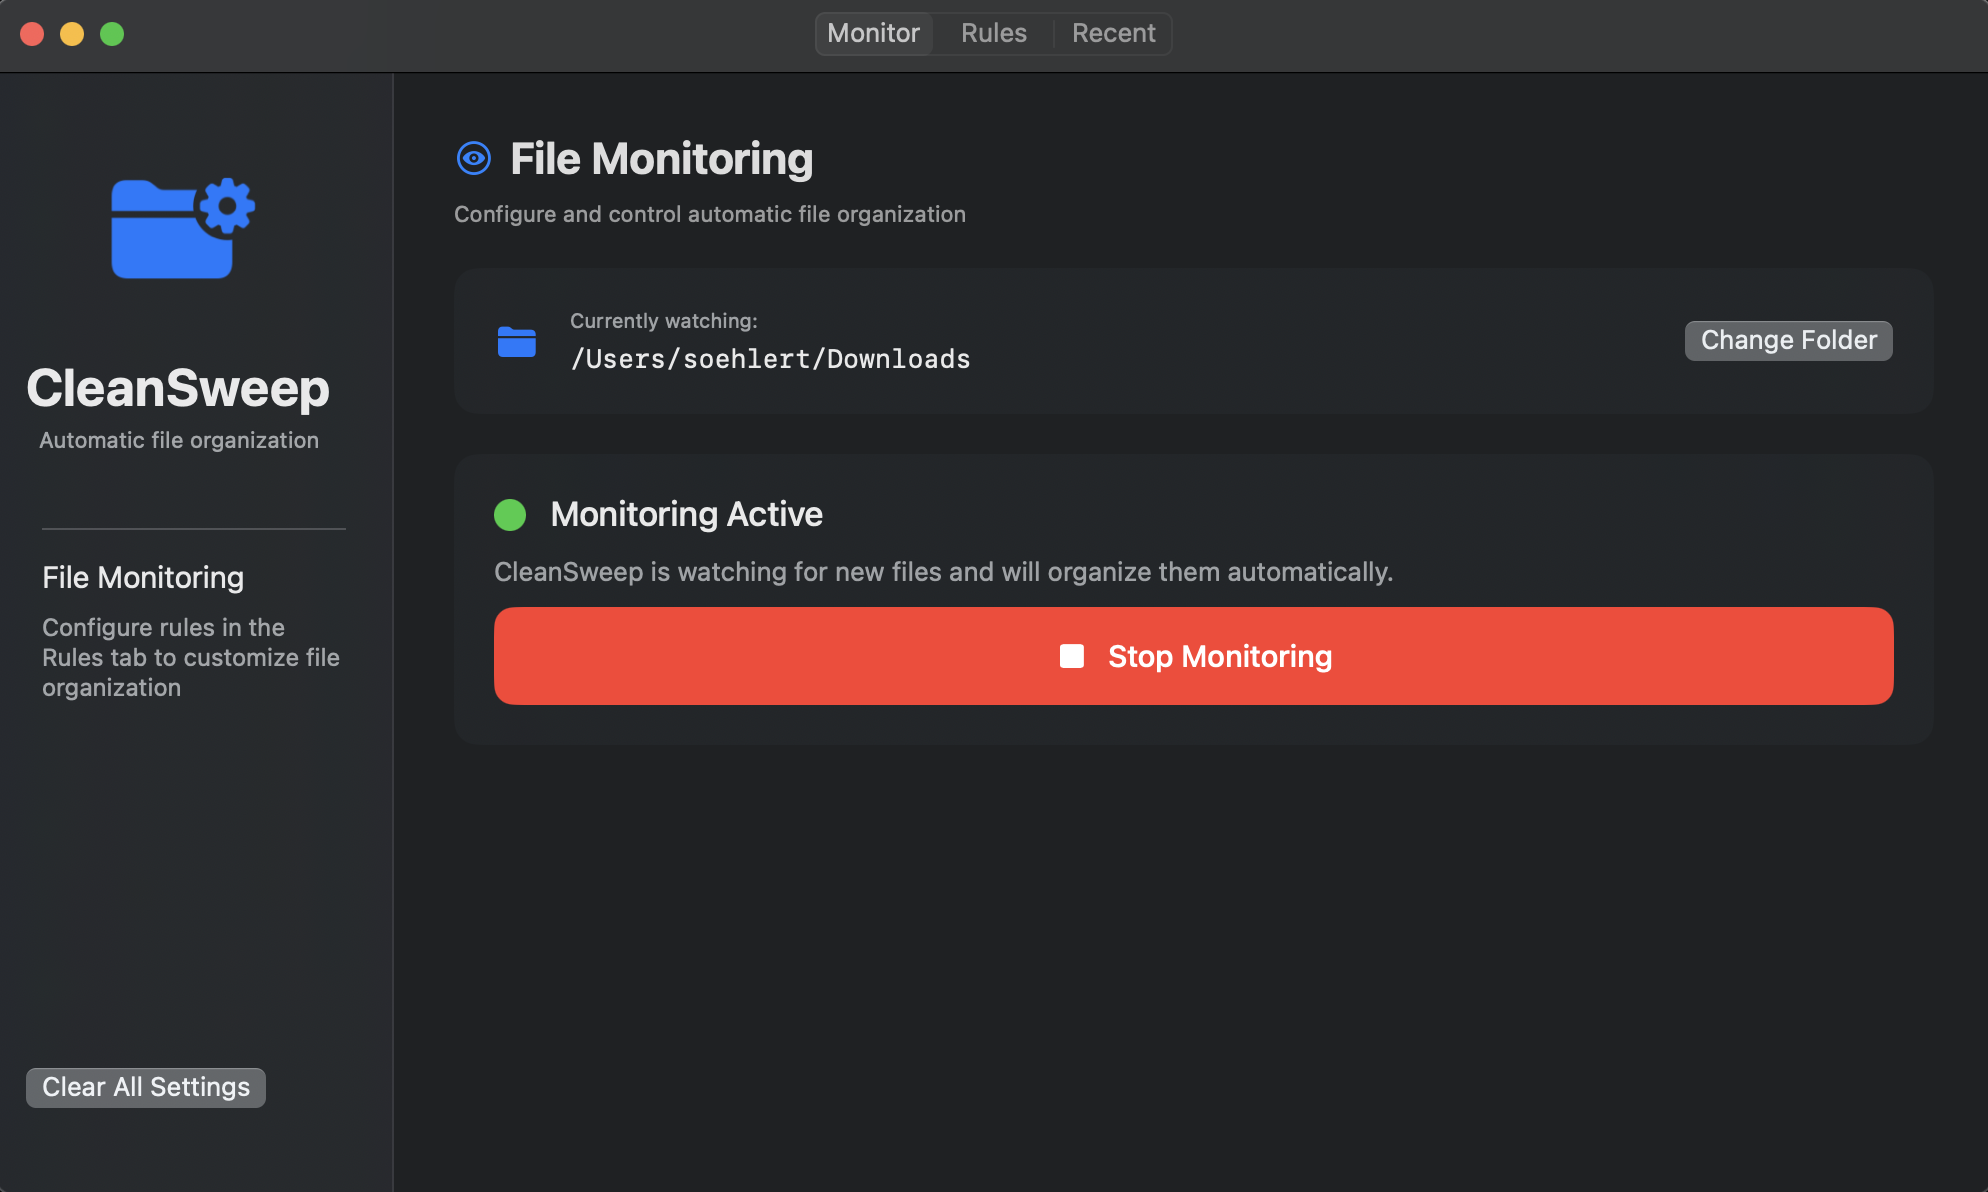 Monitor
Rules
Recent
CleanSweep
Automatic file organization
File Monitoring
Configure rules in the
Rules tab to customize file
organization
Clear All Settings
File Monitoring
Configure and control automatic file organization
Currently watching:
/Users/soehlert/Downloads
Change Folder
Monitoring Active
CleanSweep is watching for new files and will organize them automatically.
Stop Monitoring